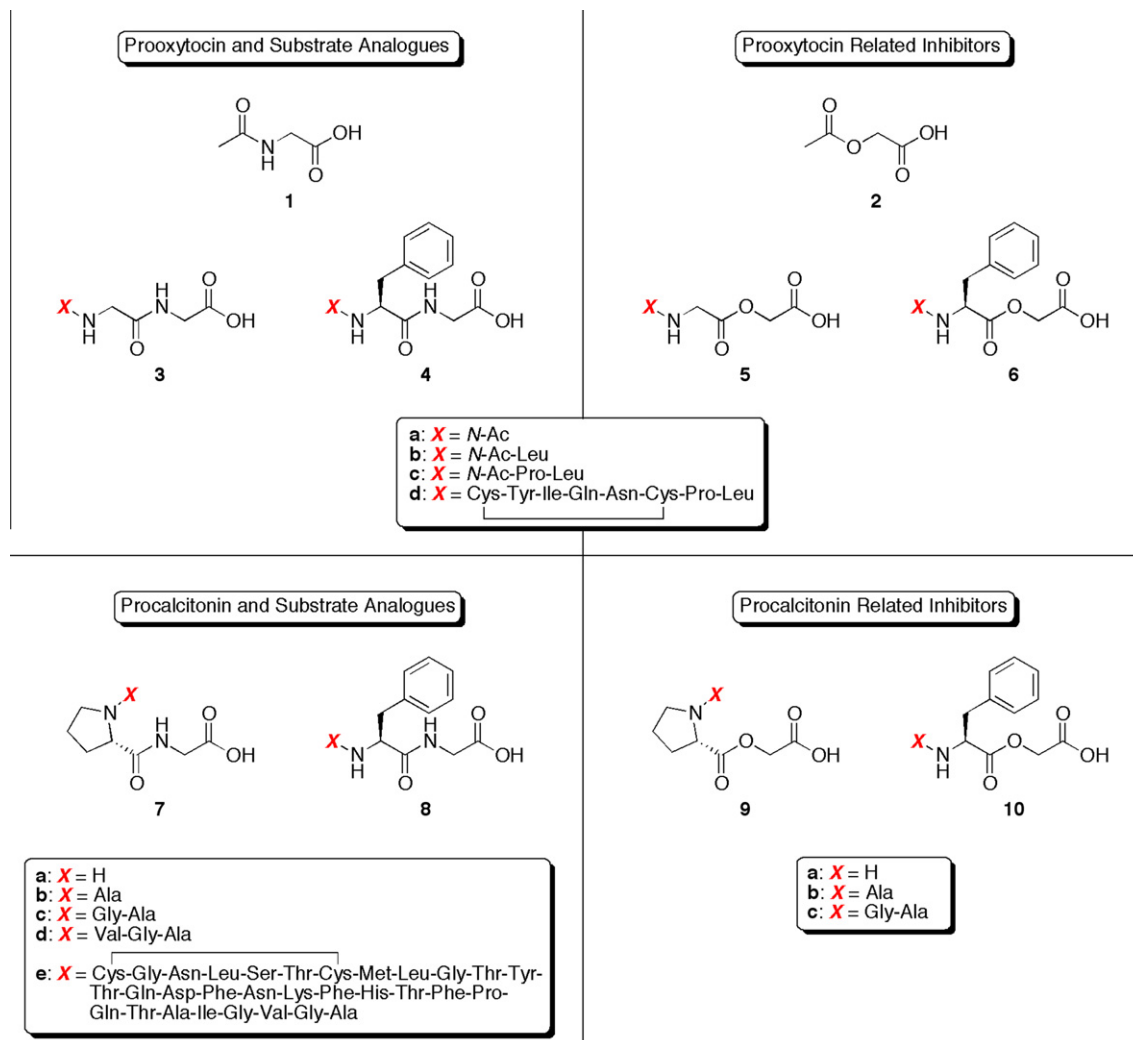 Prooxytocin and Substrate Analogues
Prooxytocin Related Inhibitors
O
N
H
OH
O
1
O
O
OH
O
2
X
N
H
O
H
N
O
OH
3
X
N
H
O
N
H
O
OH
4
X
N
H
O
O
O
OH
5
X
N
H
O
O
O
OH
6
a: X = N-Ac
b: X = N-Ac-Leu
c: X = N-Ac-Pro-Leu
d: X = Cys-Tyr-Ile-Gln-Asn-Cys-Pro-Leu
Procalcitonin and Substrate Analogues
Procalcitonin Related Inhibitors
X
N
O
H
N
O
OH
7
X
N
H
O
N
H
O
OH
8
X
N
O
O
O
OH
9
X
N
H
O
O
O
OH
10
a: X = H
b: X = Ala
c: X = Gly-Ala
d: X = Val-Gly-Ala
e: X = Cys-Gly-Asn-Leu-Ser-Thr-Cys-Met-Leu-Gly-Thr-Tyr-
Thr-Gln-Asp-Phe-Asn-Lys-Phe-His-Thr-Phe-Pro-
Gln-Thr-Ala-Ile-Gly-Val-Gly-Ala
a: X = H
b: X = Ala
c: X = Gly-Ala